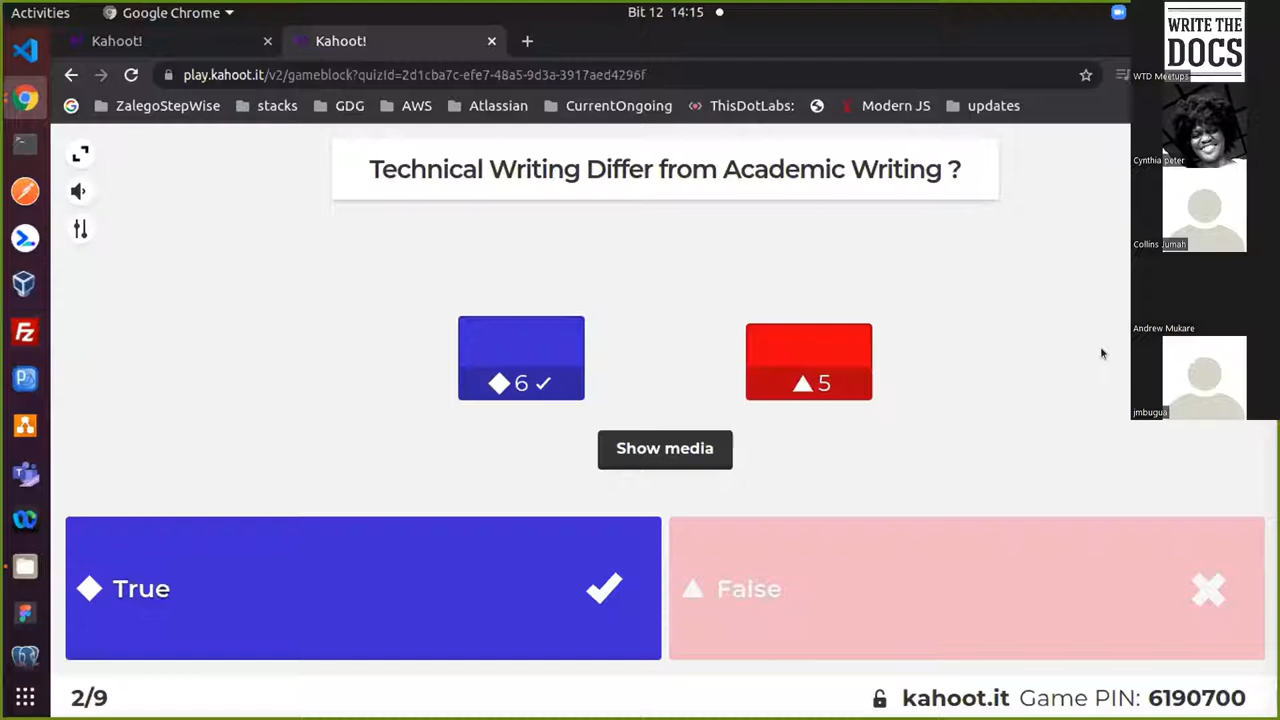 Activities
Google Chrome
Bit 12 14:15
Kahoot!
Kahoot!
play.kahoot.it/v2/gameblock?quizId=2d1cba7c-efe7-48a5-9d3a-3917aed4296f
ZalegoStepWise
stacks
GDG
AWS
Atlassian
CurrentOngoing
ThisDotLabs:
Modern JS
updates
WRITE THE
DOCS
WTD Meetups
Cynthia peter
Collins Jumah
Andrew Mukare
jmbugua
Technical Writing Differ from Academic Writing ?
6
5
Show media
True
False
2/9
kahoot.it Game PIN: 6190700